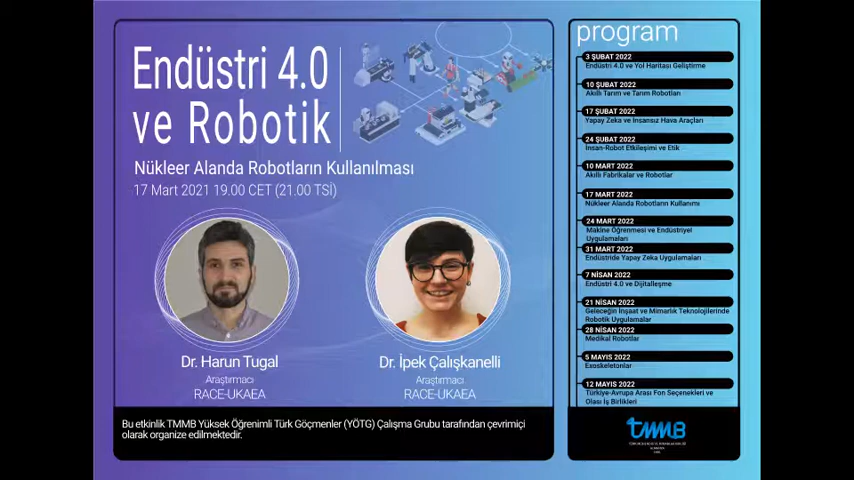 Endüstri 4.0
ve Robotik
Nükleer Alanda Robotların Kullanılması
17 Mart 2021 19.00 CET (21.00 TSİ)
Dr. Harun Tugal
Araştırmacı
RACE-UKAEA
Dr. İpek Çalışkanelli
Araştırmacı
RACE-UKAEA
Bu etkinlik TMMB Yüksek Öğrenimli Türk Göçmenler (YÖTG) Çalışma Grubu tarafından çevrimiçi
olarak organize edilmektedir.
program
3 ŞUBAT 2022
Endüstri 4.0 ve Yol Haritası Geliştirme
10 ŞUBAT 2022
Akıllı Tarım ve Tarım Robotları
17 ŞUBAT 2022
Yapay Zeka ve İnsansız Hava Araçları
24 ŞUBAT 2022
İnsan-Robot Etkileşimi ve Etik
10 MART 2022
Akıllı Fabrikalar ve Robotlar
17 MART 2022
Nükleer Alanda Robotların Kullanımı
24 MART 2022
Makine Öğrenmesi ve Endüstriyel
Uygulamaları
31 MART 2022
Endüstride Yapay Zeka Uygulamaları
7 NİSAN 2022
Endüstri 4.0 ve Dijitalleşme
21 NİSAN 2022
Geleceğin İnşaat ve Mimarlık Teknolojilerinde
Robotik Uygulamalar
28 NİSAN 2022
Medikal Robotlar
5 MAYIS 2022
Exoskeletonlar
12 MAYIS 2022
Türkiye-Avrupa Arası Fon Seçenekleri ve
Olası İş Birlikleri
TMMB